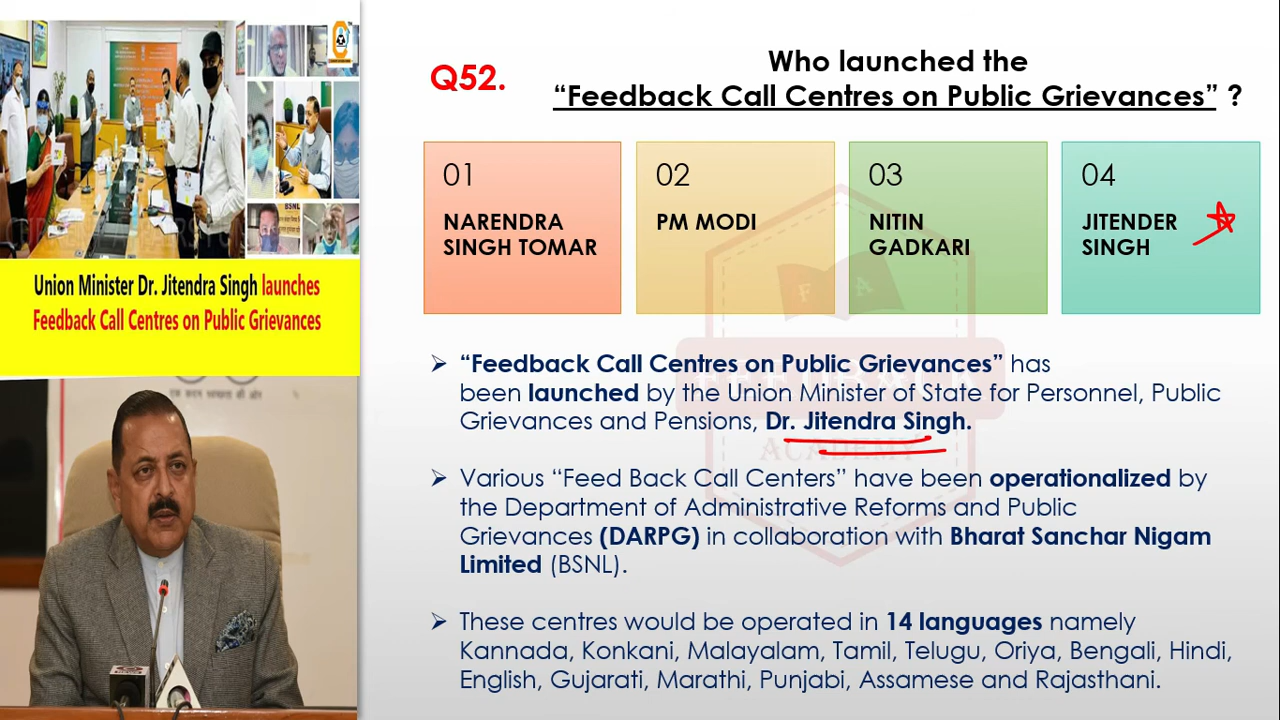 Union Minister Dr. Jitendra Singh launches
Feedback Call Centres on Public Grievances
BSNL
Q52.
Who launched the
“Feedback Call Centres on Public Grievances” ?
01
NARENDRA
SINGH TOMAR
02
PM MODI
03
NITIN
GADKARI
04
JITENDER
SINGH
F A
ACADEMY
➢ “Feedback Call Centres on Public Grievances” has
been launched by the Union Minister of State for Personnel, Public
Grievances and Pensions, Dr. Jitendra Singh.
➢ Various “Feed Back Call Centers” have been operationalized by
the Department of Administrative Reforms and Public
Grievances (DARPG) in collaboration with Bharat Sanchar Nigam
Limited (BSNL).
➢ These centres would be operated in 14 languages namely
Kannada, Konkani, Malayalam, Tamil, Telugu, Oriya, Bengali, Hindi,
English, Gujarati, Marathi, Punjabi, Assamese and Rajasthani.